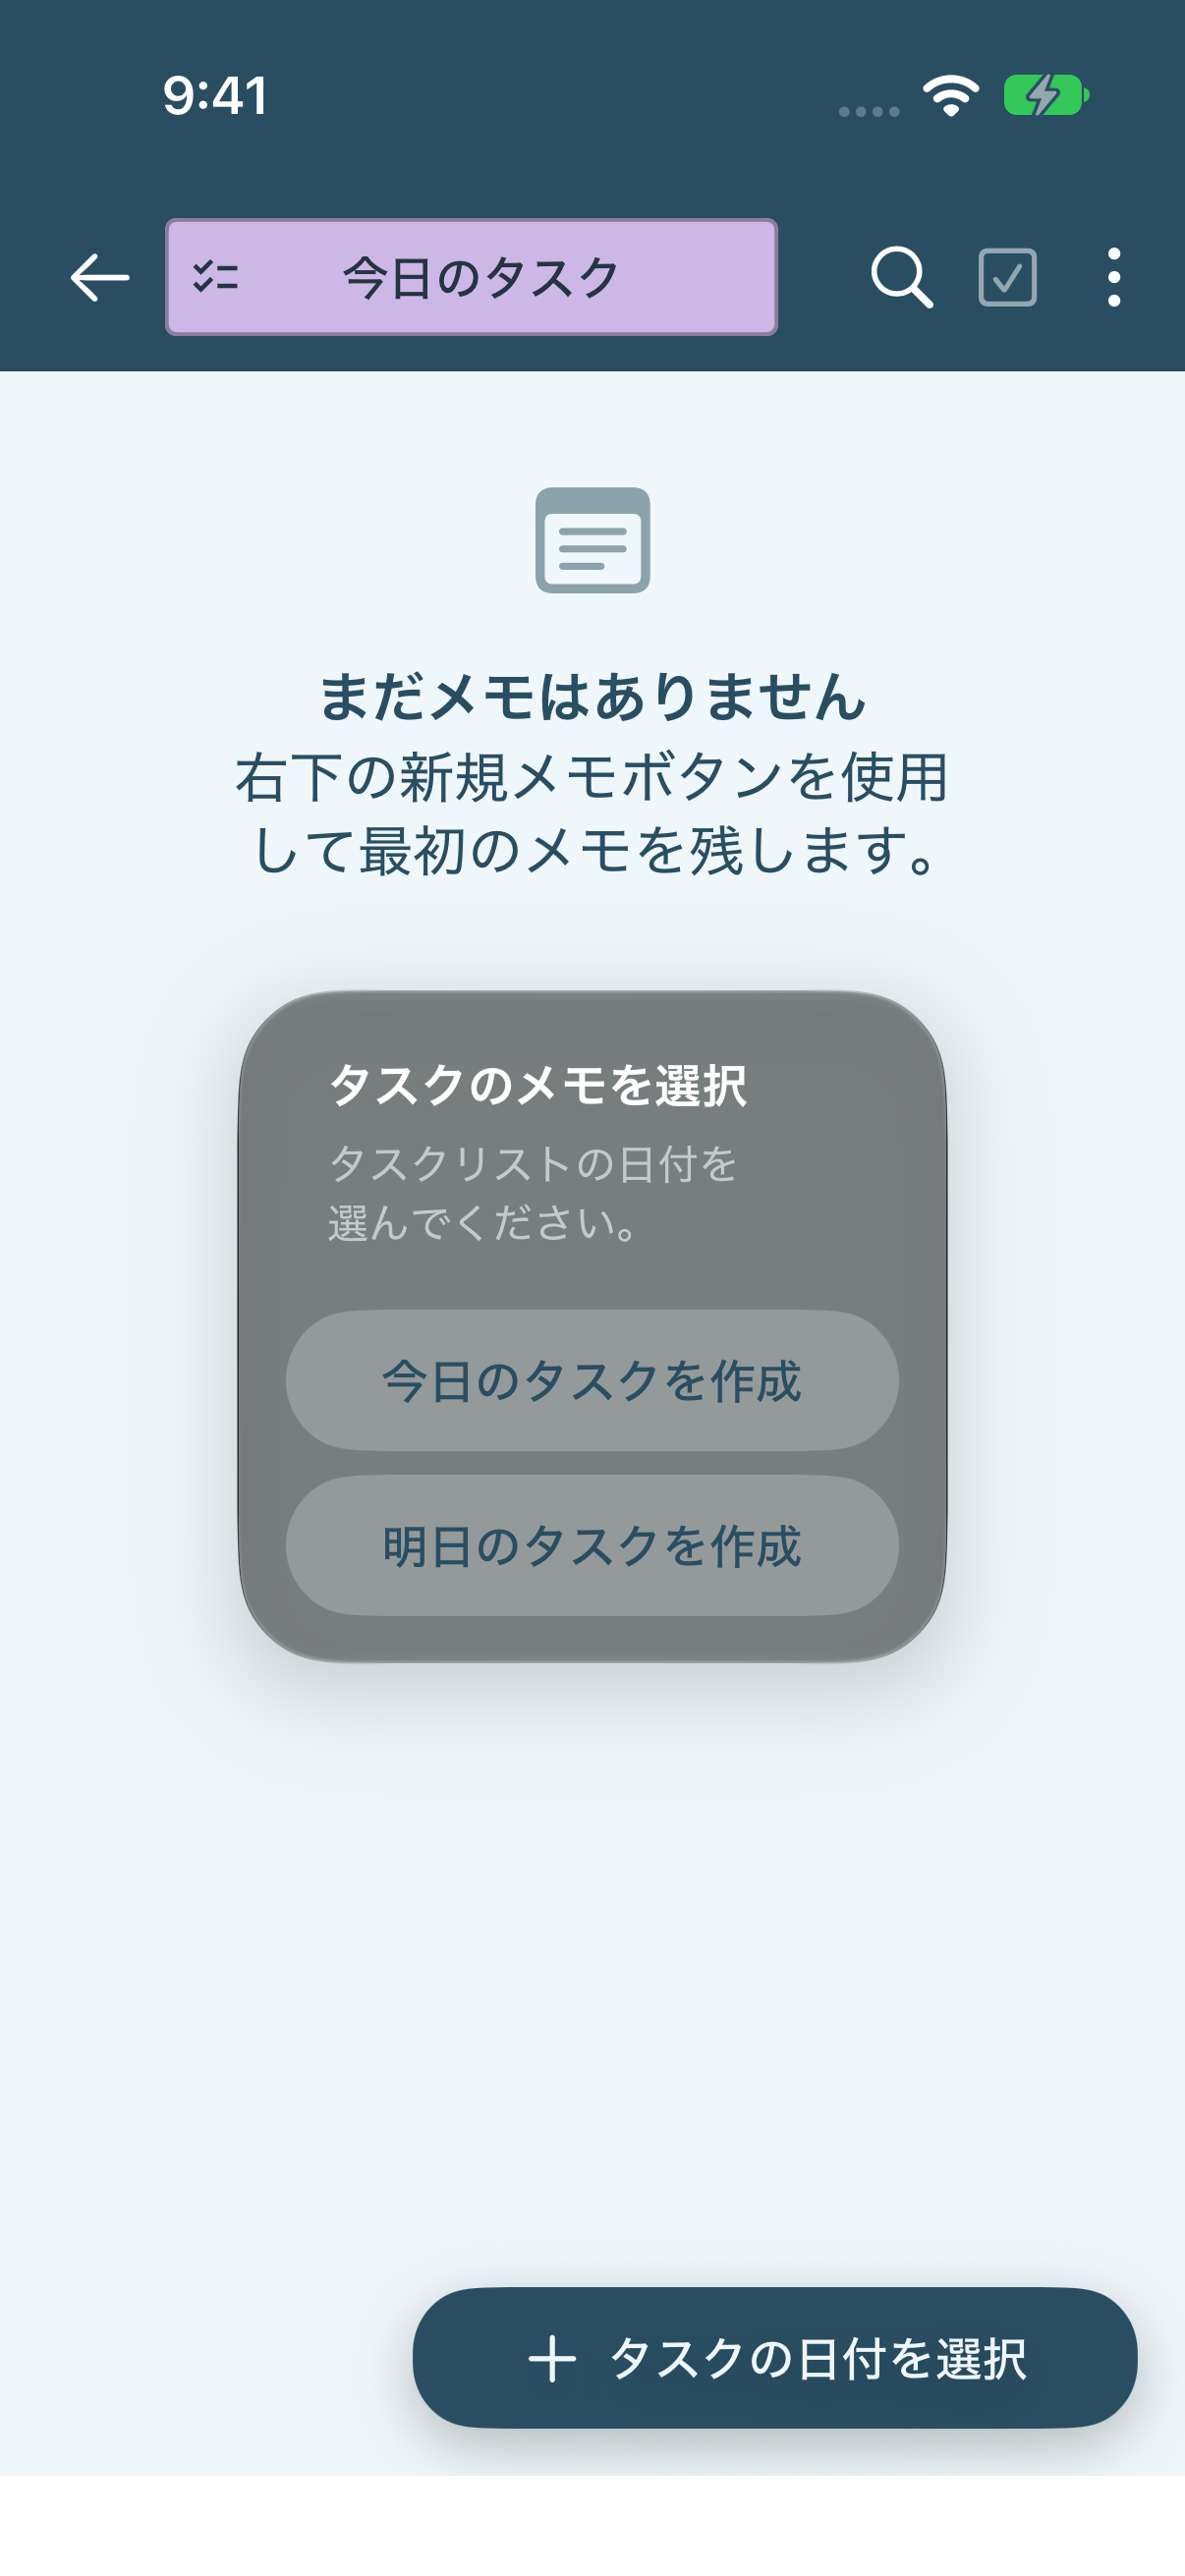 9:41
今日のタスク
まだメモはありません
右下の新規メモボタンを使用
して最初のメモを残します。
タスクのメモを選択
タスクリストの日付を
選んでください。
今日のタスクを作成
明日のタスクを作成
タスクの日付を選択